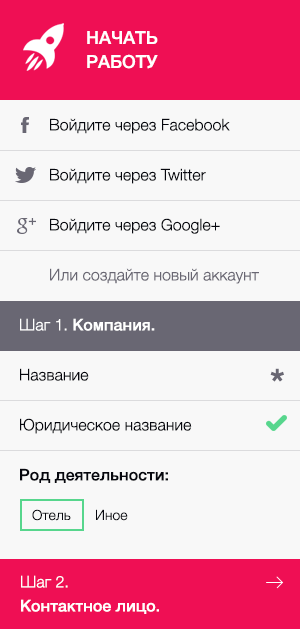 НАЧАТЬ
РАБОТУ
Войдите через Facebook
Войдите через Twitter
Войдите через Google+
Или создайте новый аккаунт
Шаг 1. Компания.
Название *
Юридическое название
Род деятельности:
Отель Иное
Шаг 2.
Контактное лицо.